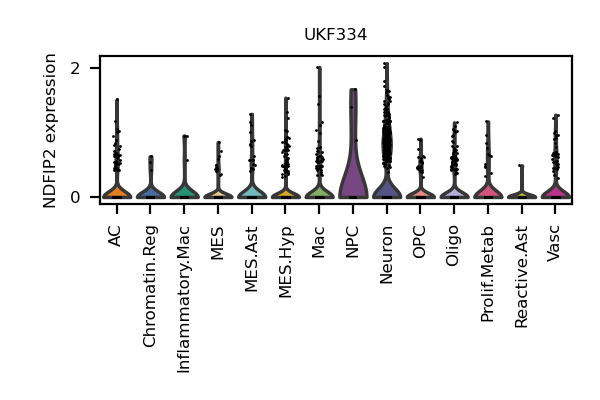 UKF334
NDFIP2 expression
2
0
AC
Chromatin.Reg
Inflammatory.Mac
MES
MES.Ast
MES.Hyp
Mac
NPC
Neuron
OPC
Oligo
Prolif.Metab
Reactive.Ast
Vasc